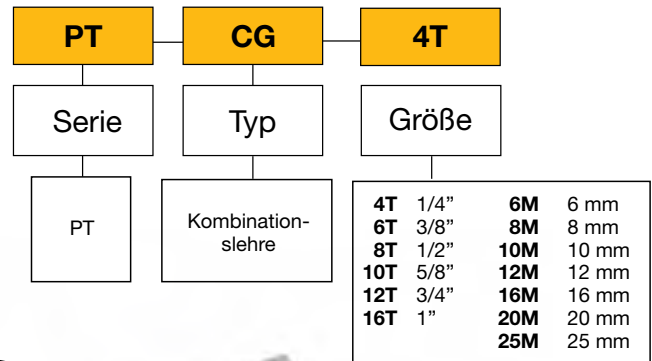 PT CG 4T
Serie Typ Größe
PT
Kombination-
slehre
4T 1/4” 6M 6 mm
6T 3/8” 8M 8 mm
8T 1/2” 10M 10 mm
10T 5/8” 12M 12 mm
12T 3/4” 16M 16 mm
16T 1” 20M 20 mm
25M 25 mm